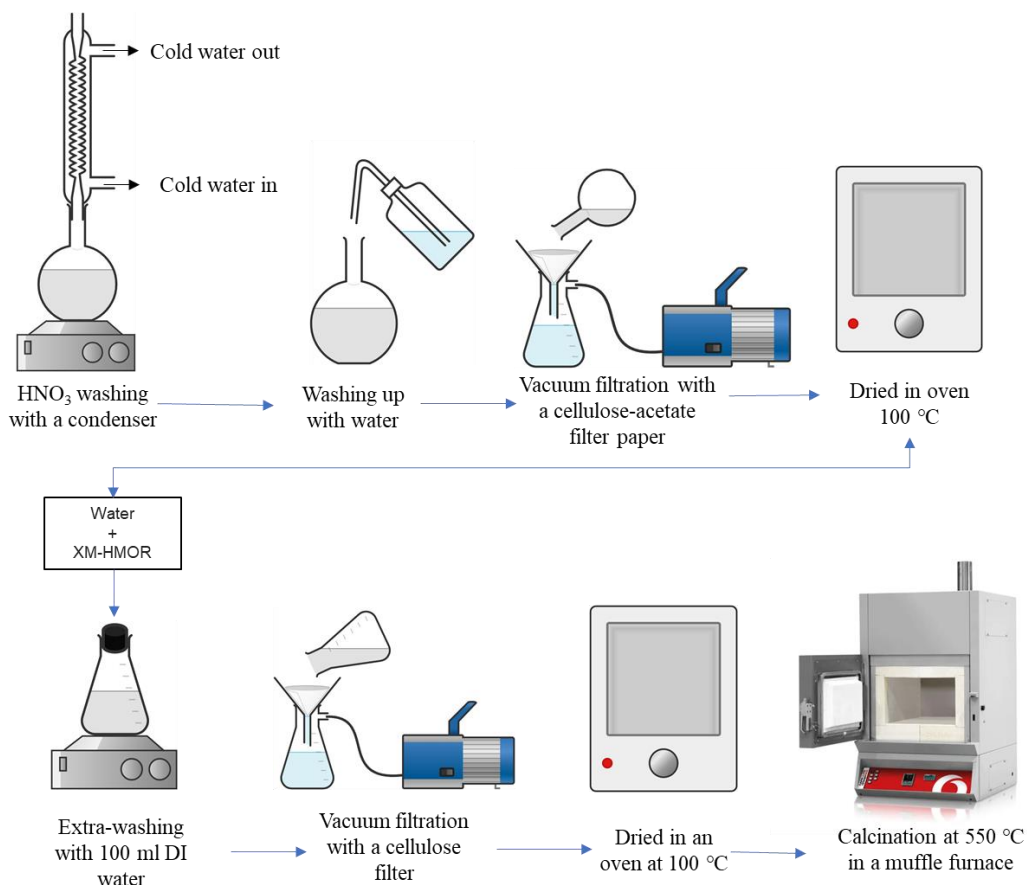 Cold water out
Cold water in
HNO₃ washing
with a condenser
Washing up
with water
Vacuum filtration with
a cellulose-acetate
filter paper
Dried in oven
100 °C
Water
+
XM-HMOR
Extra-washing
with 100 ml DI
water
Vacuum filtration
with a cellulose
filter
Dried in an
oven at 100 °C
Calcination at 550 °C
in a muffle furnace